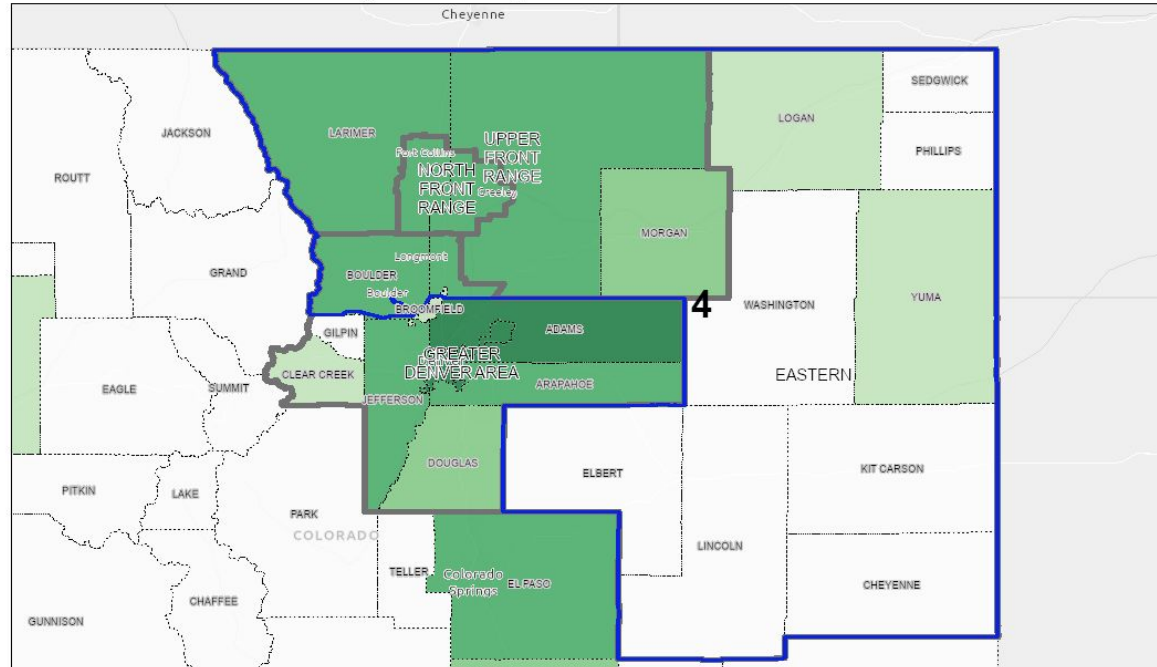 Cheyenne
SEDGWICK
LOGAN
JACKSON
LARIMER
UPPER
FRONT
RANGE
PHILLIPS
Fort Collins
ROUTT
NORTH
FRONT
RANGE
Greeley
MORGAN
GRAND
Longmont
BOULDER
Boulder
BROOMFIELD
4
WASHINGTON
YUMA
GILPIN
ADAMS
GREATER
DENVER AREA
CLEAR CREEK
EASTERN
EAGLE
SUMMIT
ARAPAHOE
JEFFERSON
DOUGLAS
ELBERT
KIT CARSON
PITKIN
LAKE
PARK
COLORADO
LINCOLN
TELLER
Colorado
Springs
EL PASO
CHEYENNE
CHAFFEE
GUNNISON